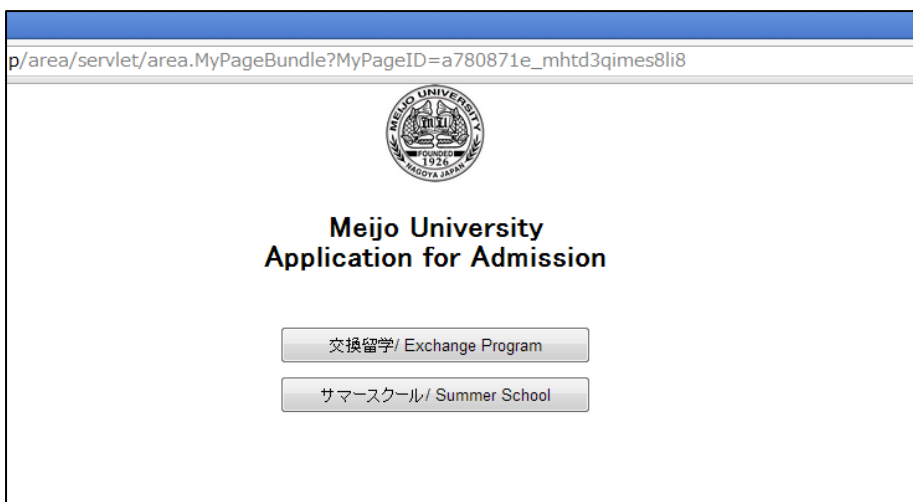 p/area/servlet/area.MyPageBundle?MyPageID=a780871e_mhtd3qimes8li8
MEIJO UNIVERSITY
FOUNDED
1926
NAGOYA JAPAN
Meijo University
Application for Admission
交換留学/ Exchange Program
サマースクール/ Summer School